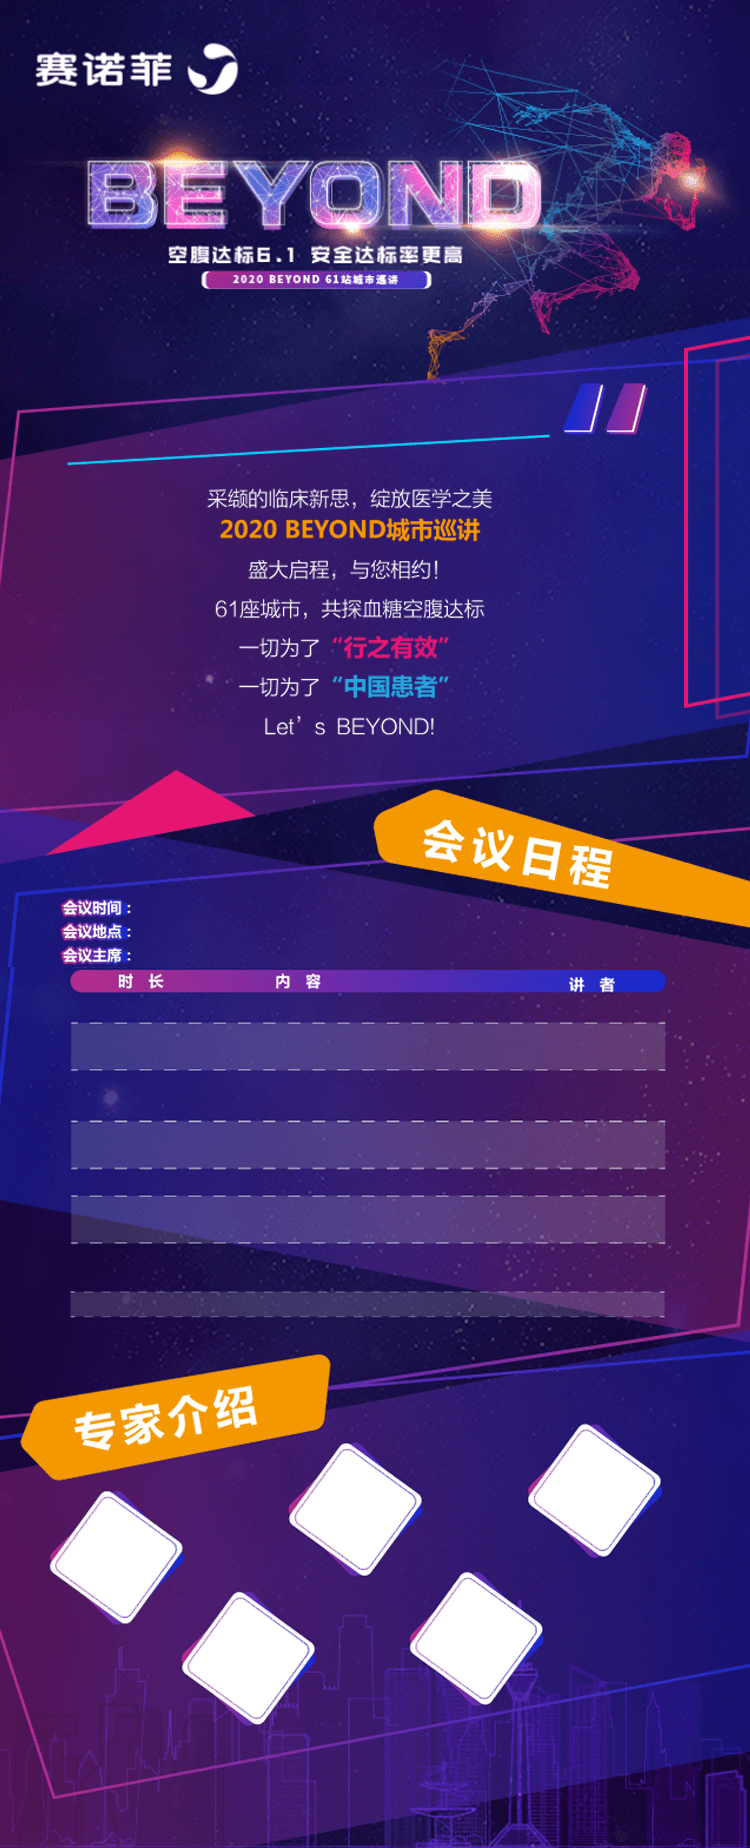 赛诺菲
BEYOND
空腹达标6.1 安全达标率更高
2020 BEYOND 61站城市巡讲
采缬的临床新思，绽放医学之美
2020 BEYOND城市巡讲
盛大启程，与您相约！
61座城市，共探血糖空腹达标
一切为了“行之有效”
一切为了“中国患者”
Let’s BEYOND!
会议日程
会议时间：
会议地点：
会议主席：
时 长 内 容 讲 者
专家介绍